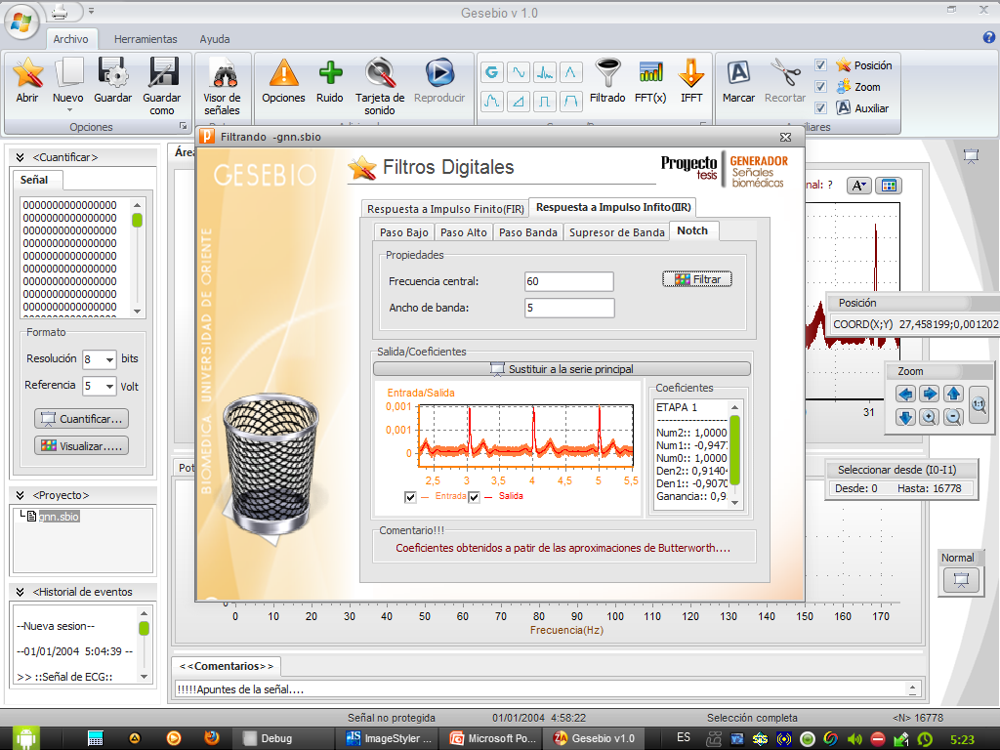 Gesebio v 1.0
Archivo
Herramientas
Ayuda
Abrir
Nuevo
Guardar
Guardar como
Opciones
Visor de señales
Opciones
Ruido
Tarjeta de sonido
Reproducir
Filtrado
FFT(x)
IFFT
Marcar
Recortar
Posición
Zoom
Auxiliar
<Cuantificar>
Señal
0000000000000000
0000000000000000
0000000000000000
0000000000000000
0000000000000000
0000000000000000
0000000000000000
0000000000000000
0000000000000000
0000000000000000
Formato
Resolución 8 bits
Referencia 5 Volt
Cuantificar...
Visualizar.....
<Proyecto>
gnn.sbio
<Historial de eventos
--Nueva sesion--
--01/01/2004 5:04:39 --
>> ::Señal de ECG::
Filtrando -gnn.sbio
GESEBIO
BIOMEDICA UNIVERSIDAD DE ORIENTE
Filtros Digitales
Proyecto tesis
GENERADOR Señales biomédicas
Respuesta a Impulso Finito(FIR)
Respuesta a Impulso Infito(IIR)
Paso Bajo
Paso Alto
Paso Banda
Supresor de Banda
Notch
Propiedades
Frecuencia central: 60
Filtrar
Ancho de banda: 5
Salida/Coeficientes
Sustituir a la serie principal
Entrada/Salida
0,001
0,001
0
2,5 3 3,5 4 4,5 5 5,5
Entrada
Salida
Coeficientes
ETAPA 1
Num2:: 1,0000
Num1:: -0,947
Num0:: 1,0000
Den2:: 0,9140
Den1:: -0,9070
Ganancia:: 0,9
Comentario!!!
Coeficientes obtenidos a patir de las aproximaciones de Butterworth....
nal: ?
A
Posición
COORD(X;Y) 27,458199;0,001202
Zoom
1:1
31
Seleccionar desde (I0-I1)
Desde: 0 Hasta: 16778
Normal
0 10 20 30 40 50 60 70 80 90 100 110 120 130 140 150 160 170
Frecuencia(Hz)
<<Comentarios>>
!!!!!Apuntes de la señal....
Señal no protegida
01/01/2004 4:58:22
Selección completa
<N> 16778
Debug
ImageStyler ...
Microsoft Po...
Gesebio v1.0
ES
5:23